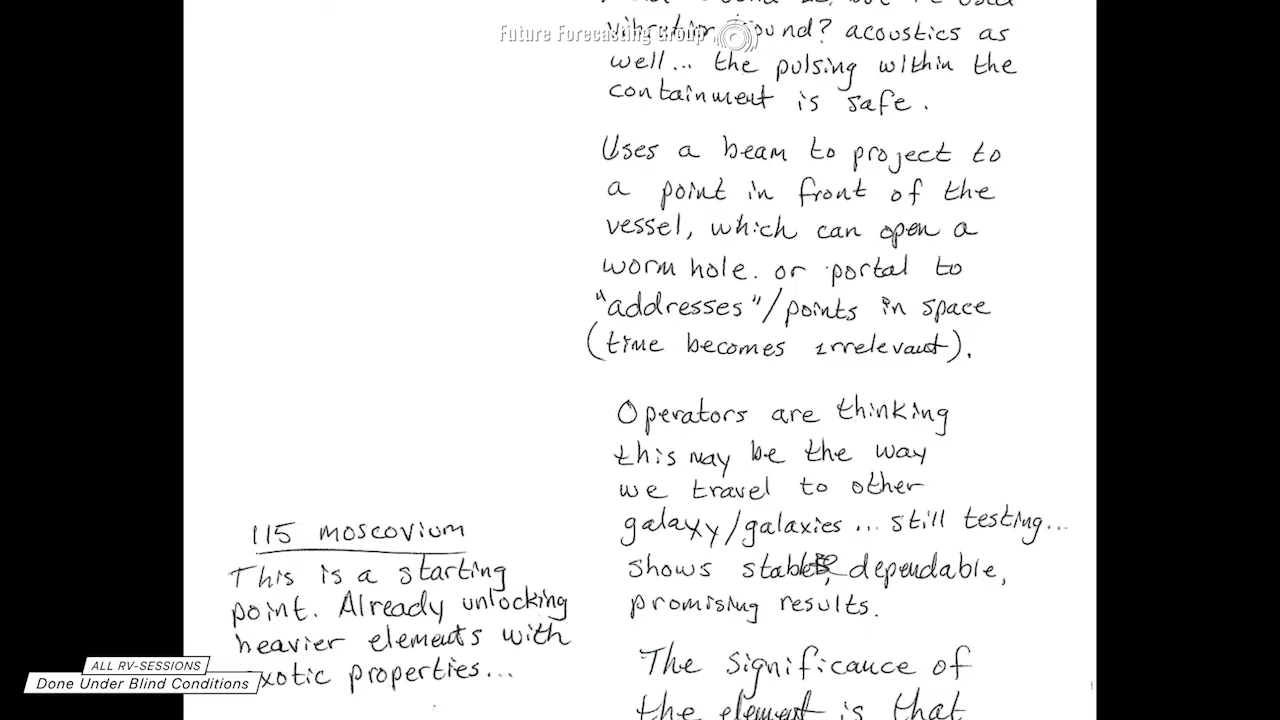 Future Forecasting Group
vibration sound? acoustics as
well... the pulsing within the
containment is safe.
Uses a beam to project to
a point in front of the
vessel, which can open a
worm hole. or portal to
"addresses"/points in space
(time becomes irrelevant).
Operators are thinking
this may be the way
we travel to other
galaxy/galaxies... still testing...
shows stable, dependable,
promising results.
The significance of
the element is that
115 moscovium
This is a starting
point. Already unlocking
heavier elements with
exotic properties...
ALL RV-SESSIONS
Done Under Blind Conditions